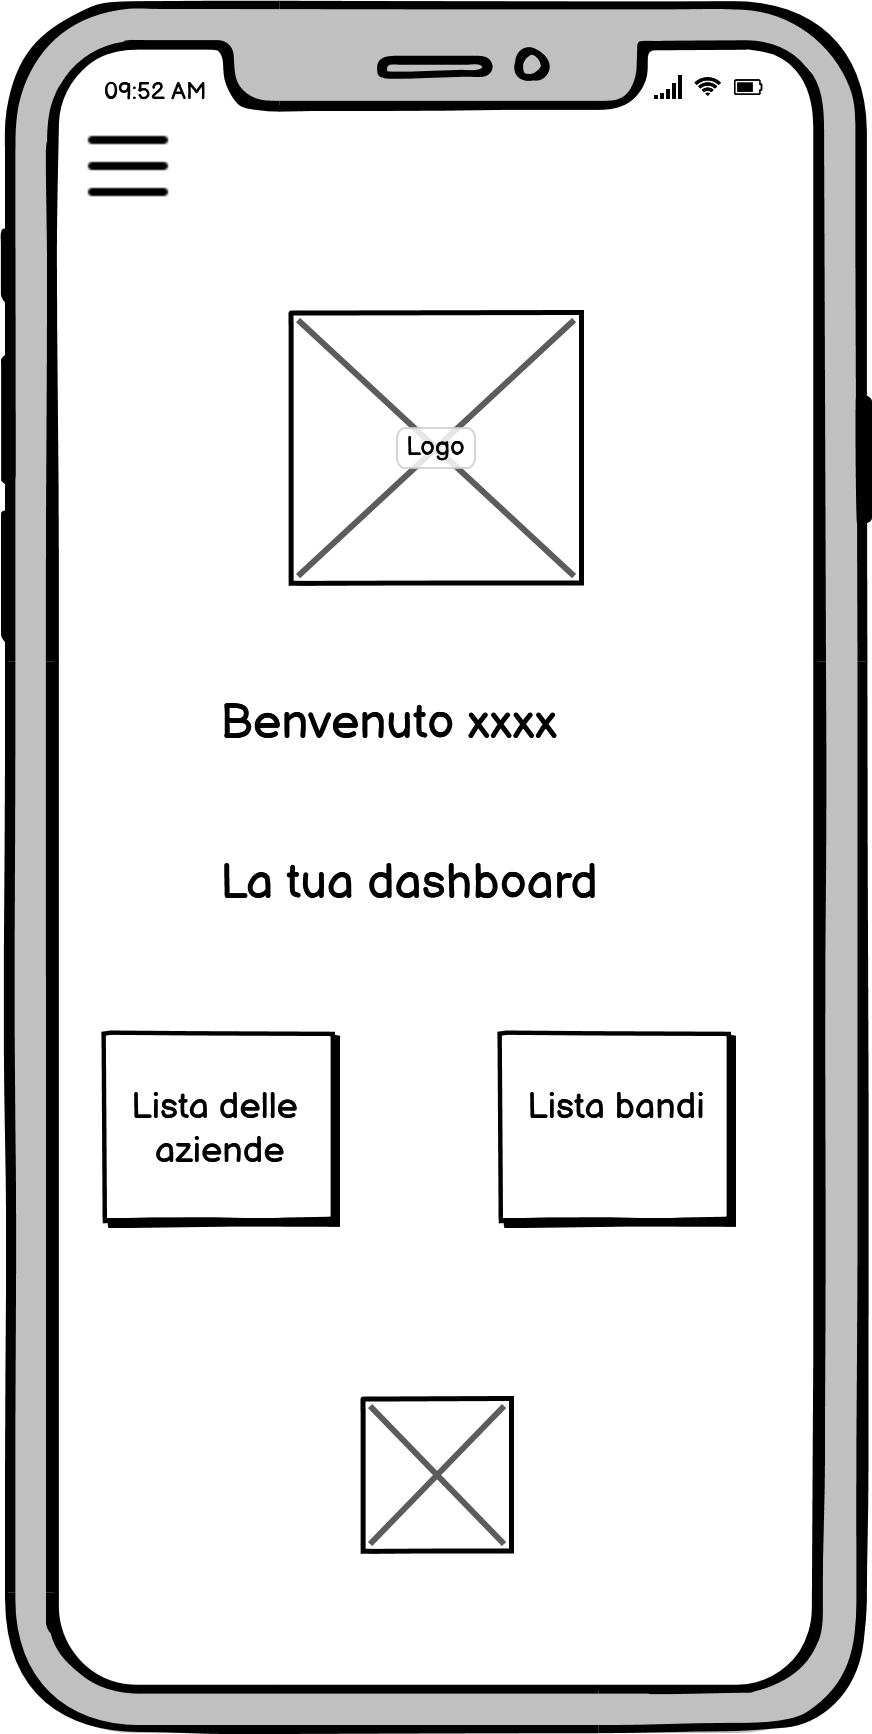 09:52 AM
Logo
Benvenuto xxxx
La tua dashboard
Lista delle
aziende
Lista bandi